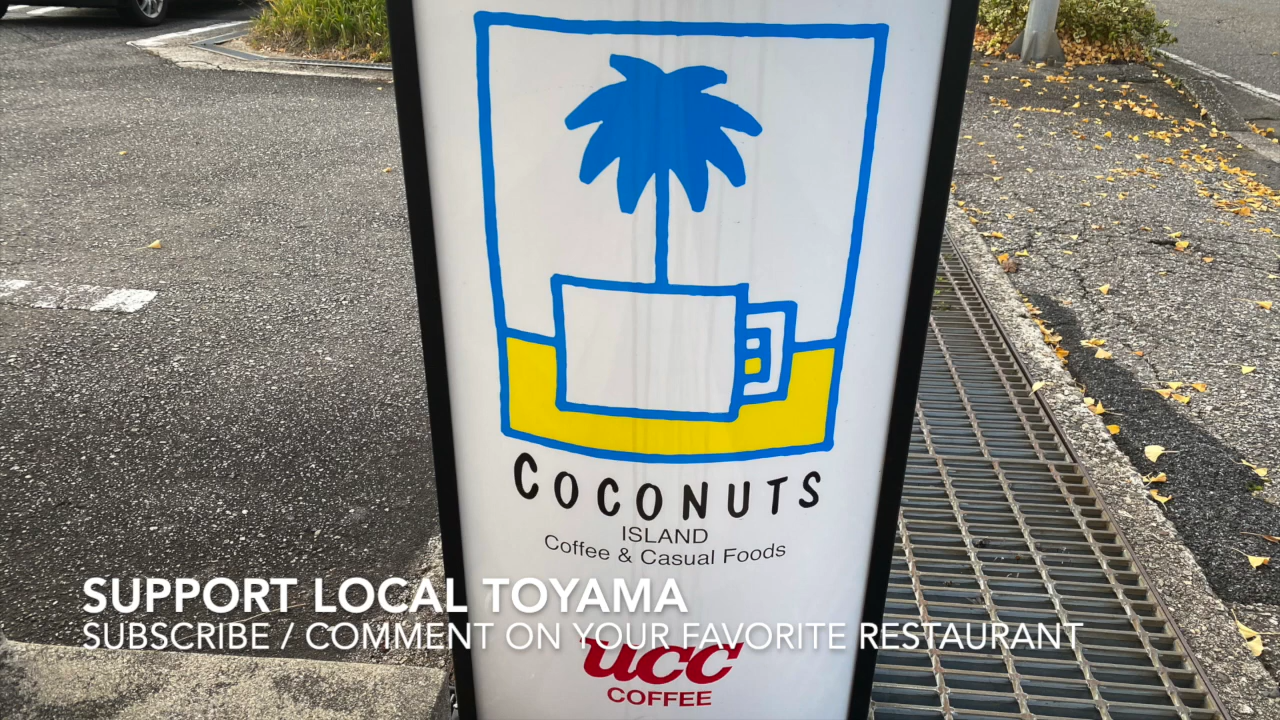 COCONUTS
ISLAND
Coffee & Casual Foods
SUPPORT LOCAL TOYAMA
SUBSCRIBE / COMMENT ON YOUR FAVORITE RESTAURANT
UCC
COFFEE